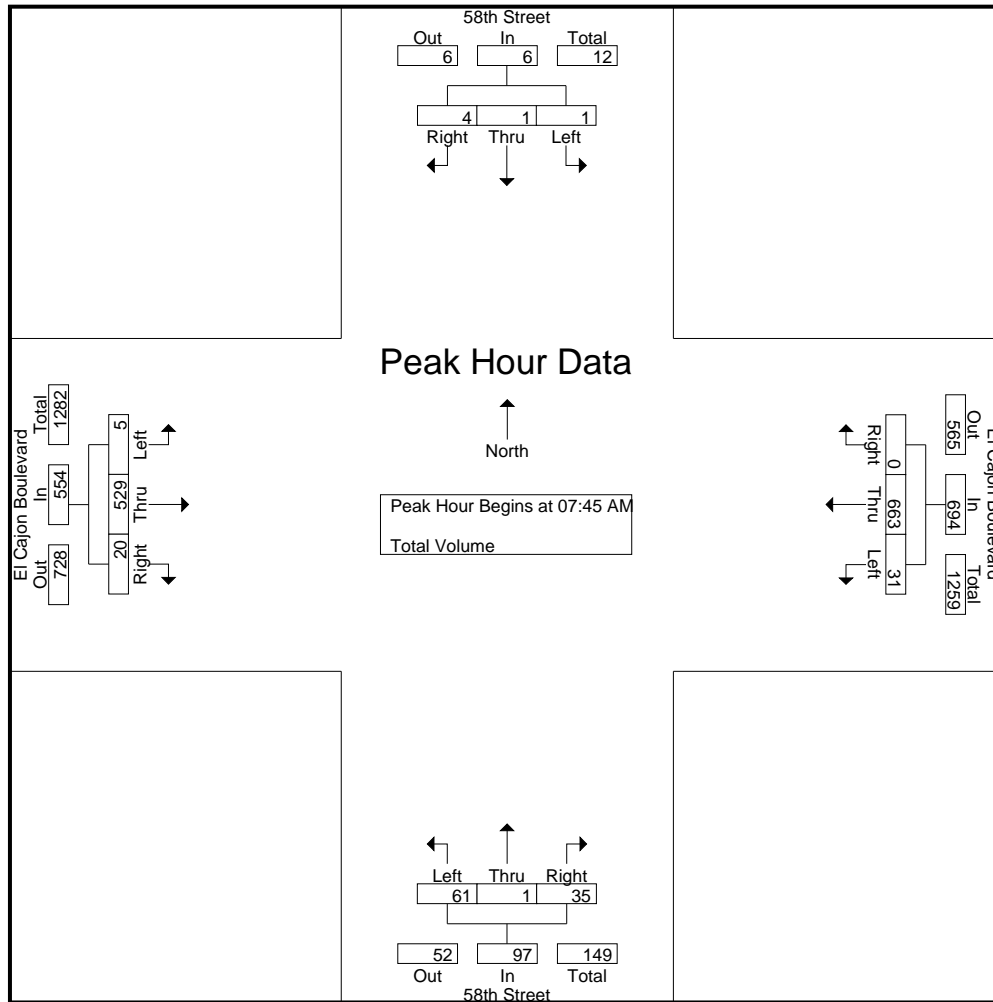 58th Street
Out In Total
6 6 12
4 1 1
Right Thru Left
Peak Hour Data
North
Peak Hour Begins at 07:45 AM
Total Volume
El Cajon Boulevard
Out In Total
728 554 1282
20 529 5
Right Thru Left
El Cajon Boulevard
Out In Total
565 694 1259
0 663 31
Right Thru Left
Left Thru Right
61 1 35
52 97 149
Out In Total
58th Street